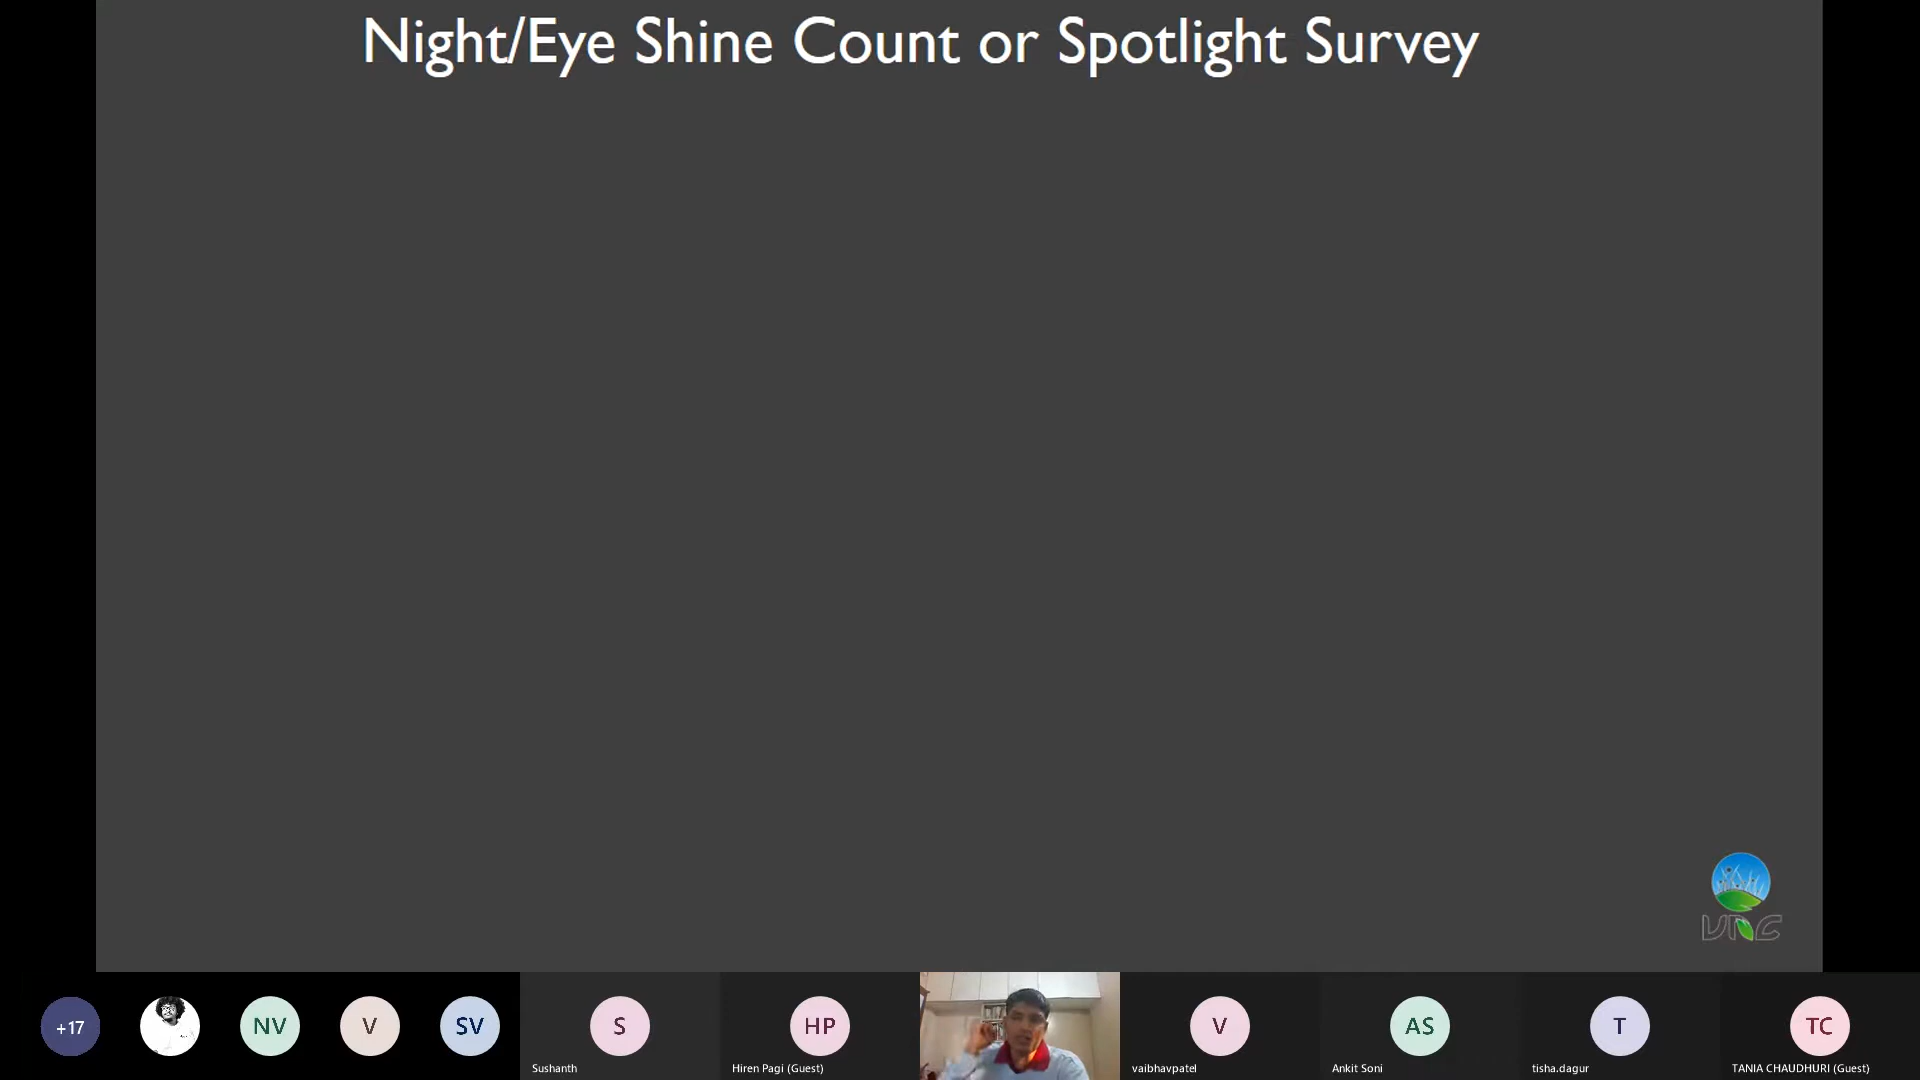 Night/Eye Shine Count or Spotlight Survey
VNC
+17
NV
V
SV
S
HP
V
AS
T
TC
Sushanth
Hiren Pagi (Guest)
vaibhavpatel
Ankit Soni
tisha.dagur
TANIA CHAUDHURI (Guest)